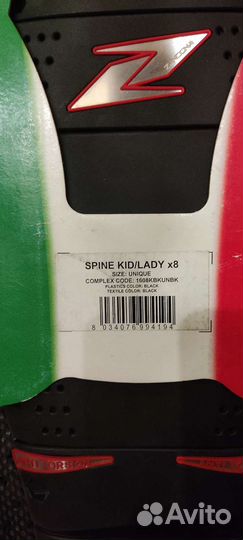 ZANDONA
SPINE KID/LADY x8
SIZE: UNIQUE
COMPLEX CODE: 1608KBKUNBK
PLASTICS COLOR: BLACK
TEXTILE COLOR: BLACK
8 034076 994194
Avito